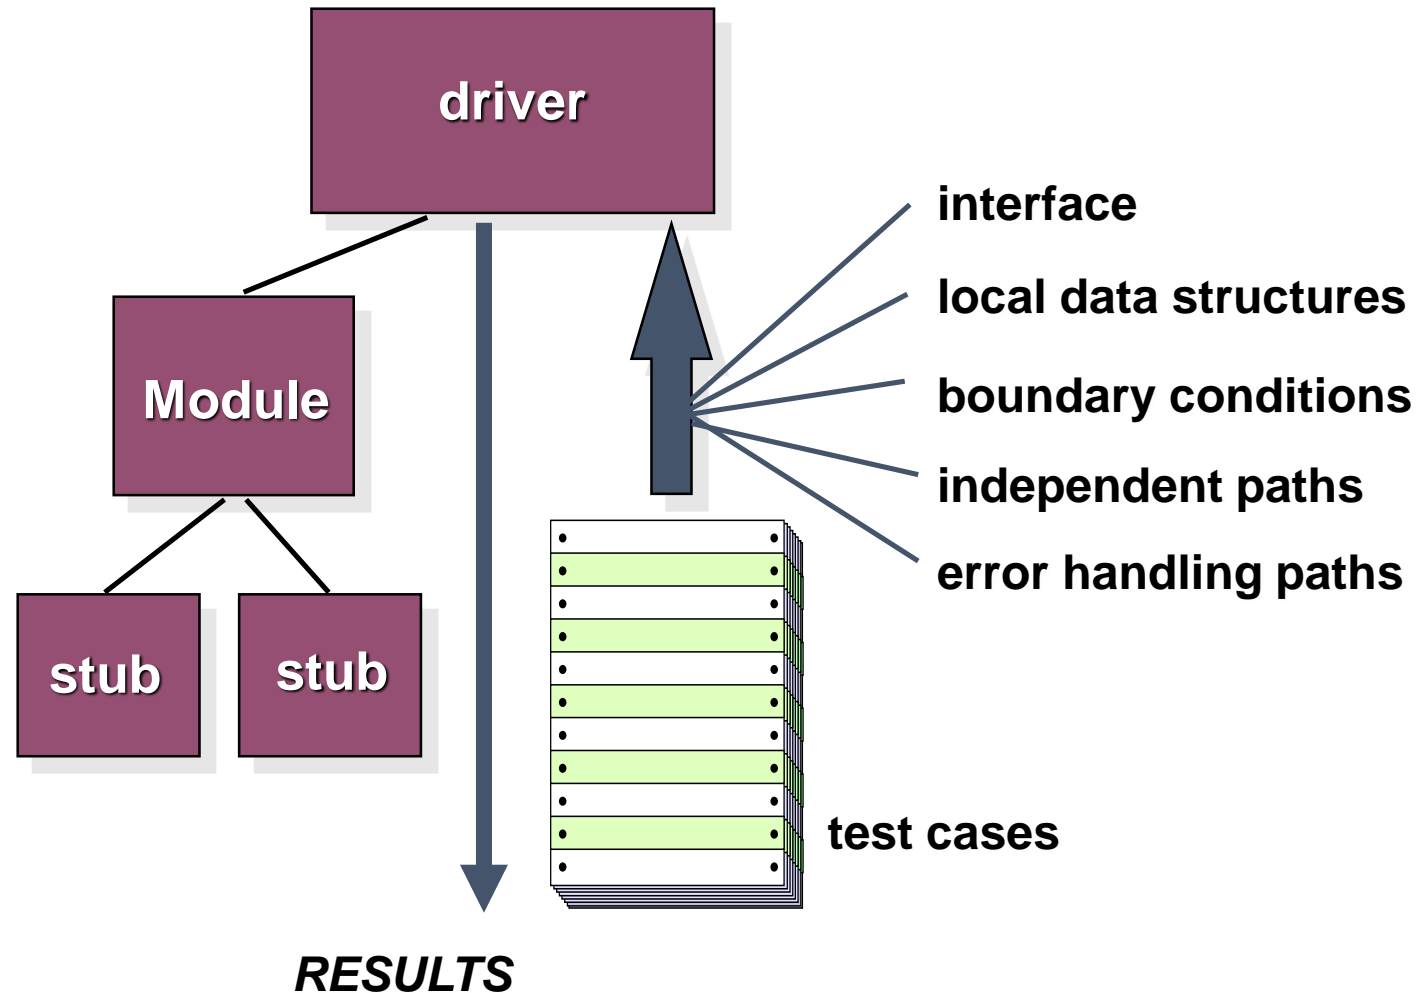 driver
interface
local data structures
Module
boundary conditions
independent paths
error handling paths
stub
stub
test cases
RESULTS